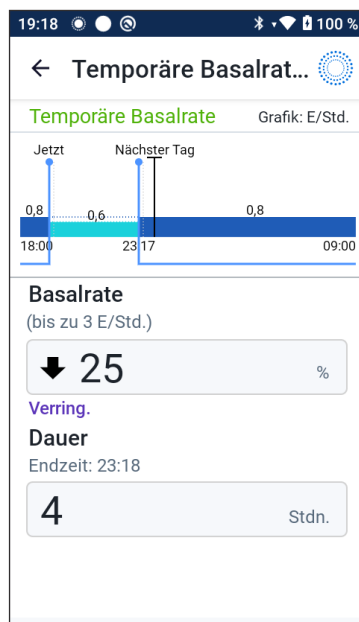 19:18 100 %
Temporäre Basalrat...
Temporäre Basalrate Grafik: E/Std.
Jetzt Nächster Tag
0,8 0,6 0,8
18:00 23 17 09:00
Basalrate
(bis zu 3 E/Std.)
25 %
Verring.
Dauer
Endzeit: 23:18
4 Stdn.